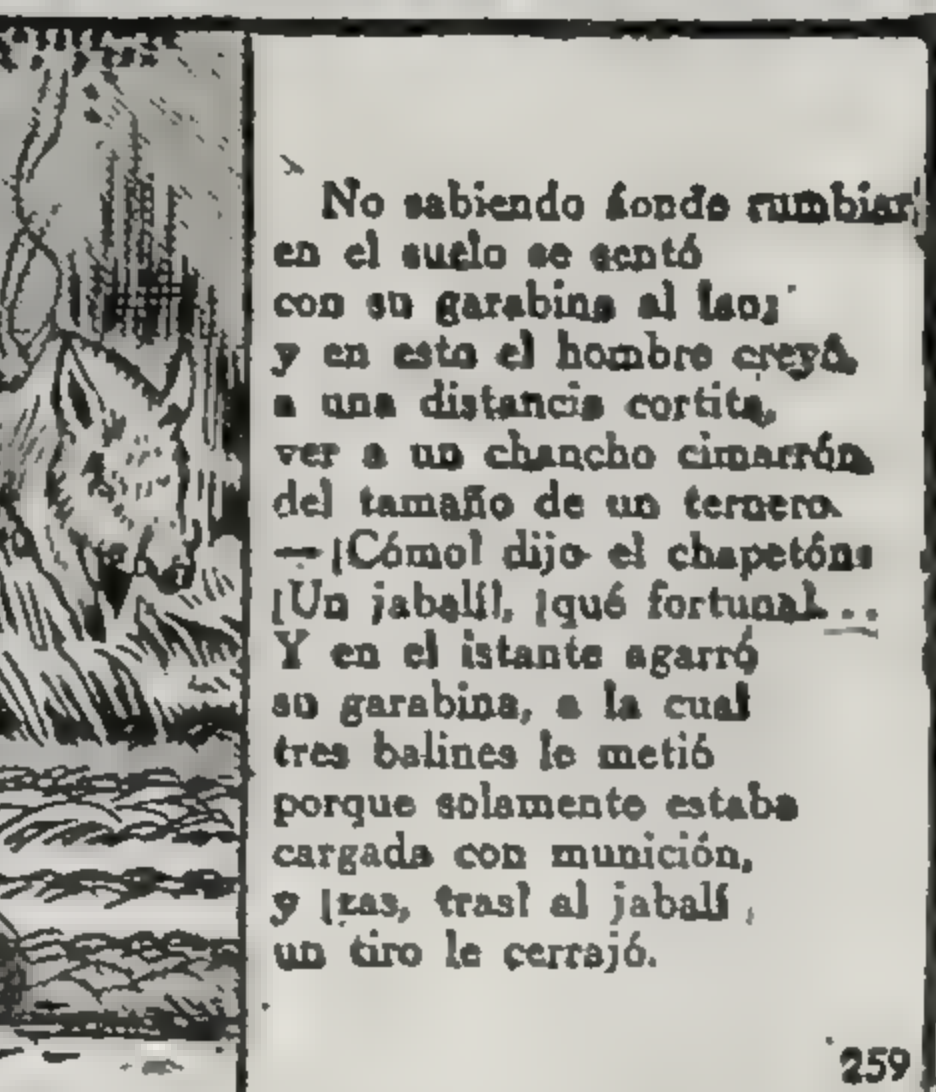 No sabiendo áonde rumbiar,
en el suelo se sentó
con su garabina al lao;
y en esto el hombre creyó,
a una distancia cortita,
ver a un chancho cimarrón,
del tamaño de un ternero.
—¡Cómo! dijo el chapetón:
¡Un jabalí!, ¡qué fortuna!...
Y en el istante agarró
su garabina, a la cual
tres balines le metió
porque solamente estaba
cargada con munición,
y ¡zas, tras! al jabalí
un tiro le cerrajó.
259